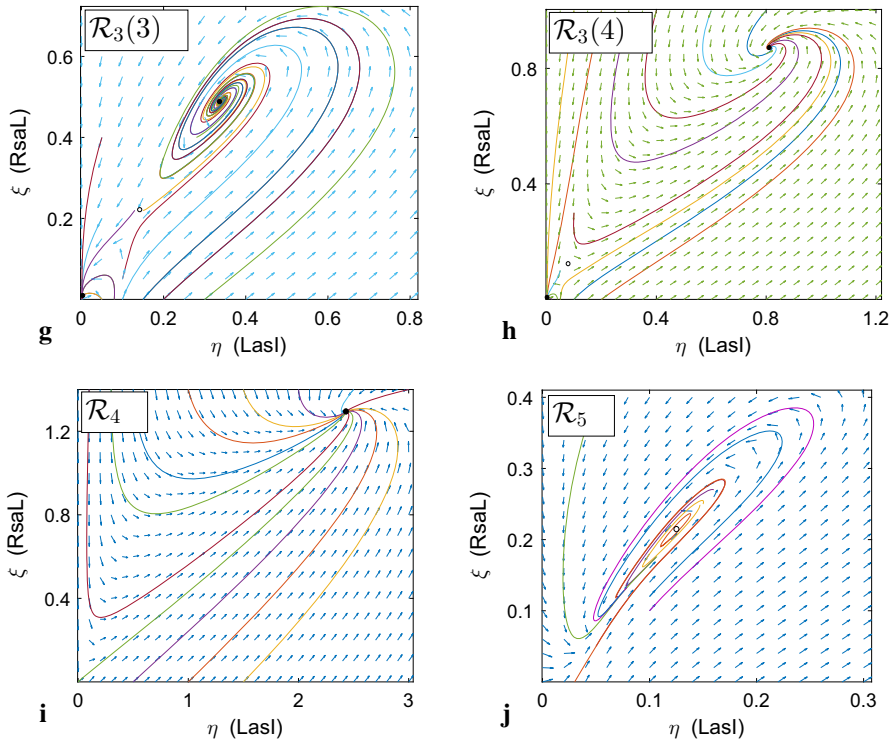 ℛ₃(3)
ξ (RsaL)
0.6
0.4
0.2
0 0.2 0.4 0.6 0.8
η (LasI)
g
ℛ₃(4)
ξ (RsaL)
0.8
0.4
0 0.4 0.8 1.2
η (LasI)
h
ℛ₄
ξ (RsaL)
1.2
0.8
0.4
0 1 2 3
η (LasI)
i
ℛ₅
ξ (RsaL)
0.4
0.3
0.2
0.1
0 0.1 0.2 0.3
η (LasI)
j